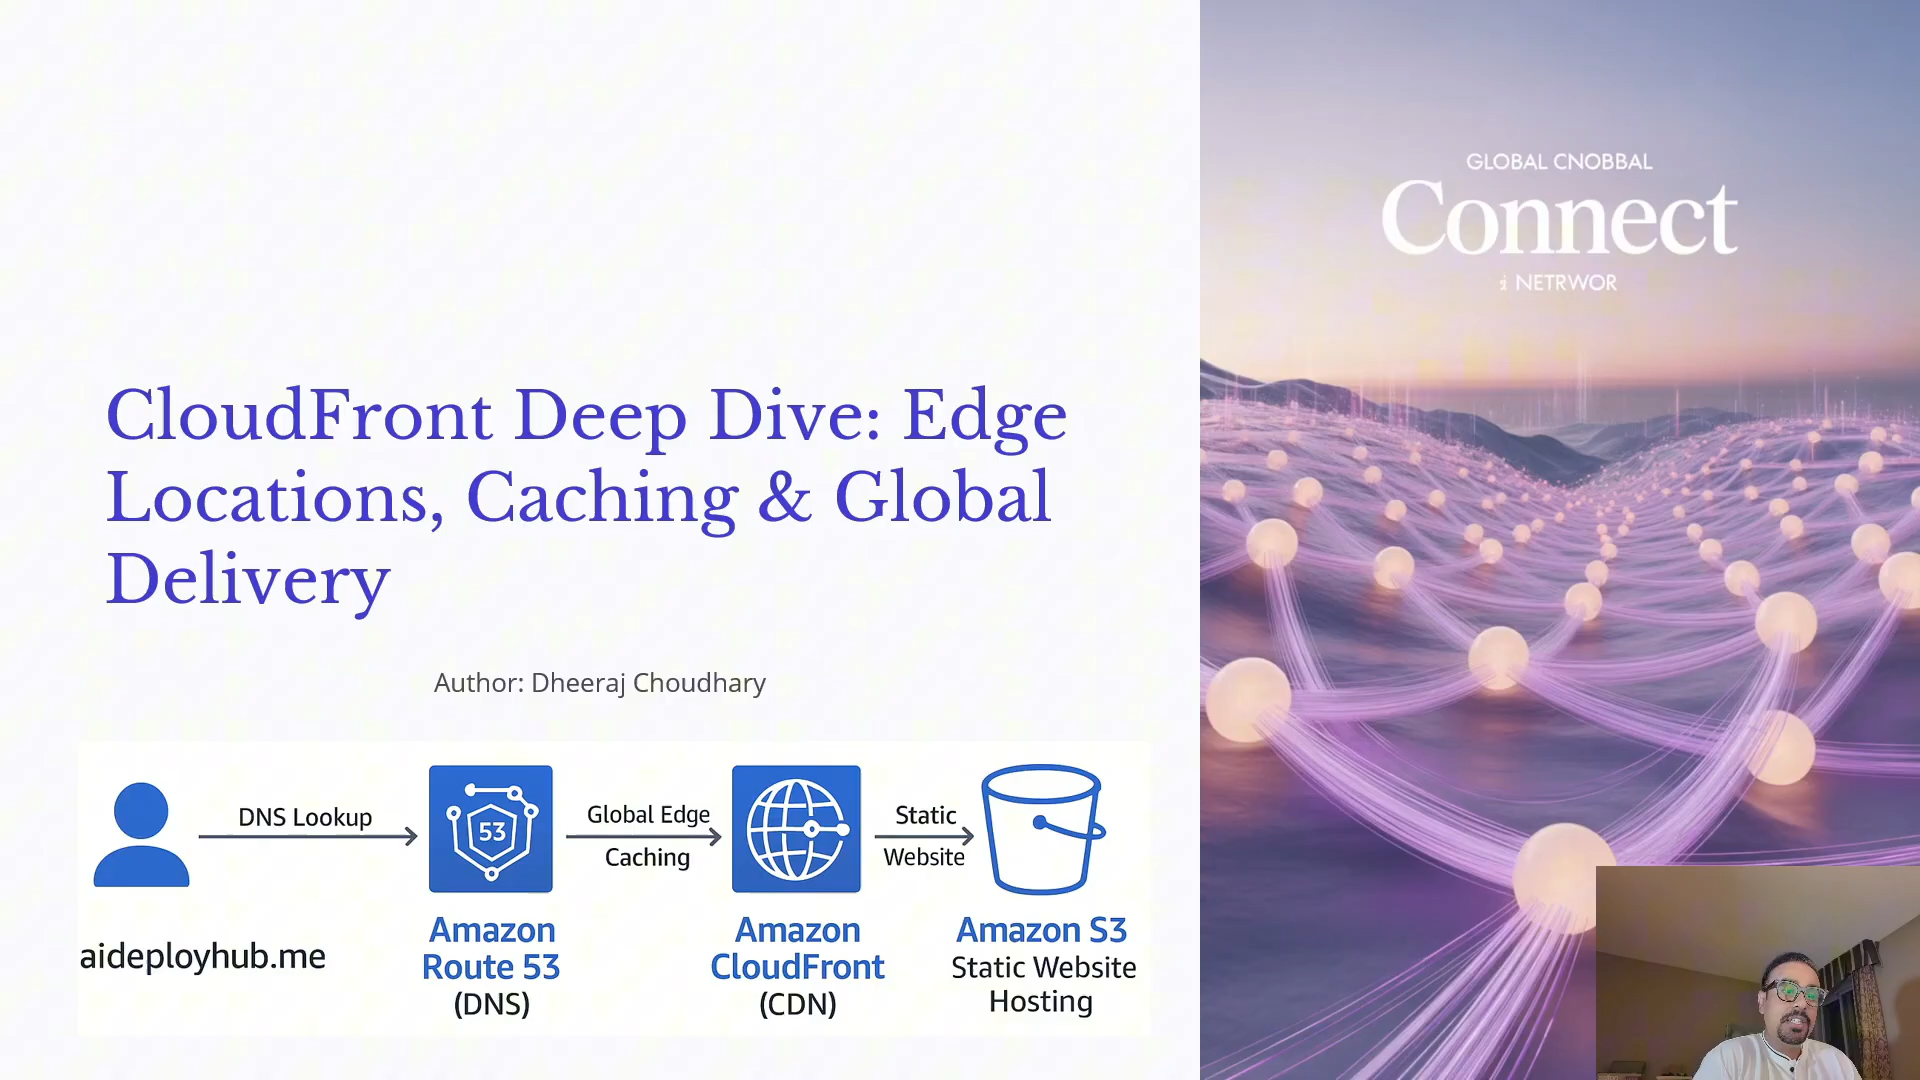 GLOBAL CNOBBAL
Connect
i NETRWOR
CloudFront Deep Dive: Edge
Locations, Caching & Global
Delivery
Author: Dheeraj Choudhary
DNS Lookup
53
Global Edge
Caching
Static
Website
aideployhub.me
Amazon
Route 53
(DNS)
Amazon
CloudFront
(CDN)
Amazon S3
Static Website
Hosting